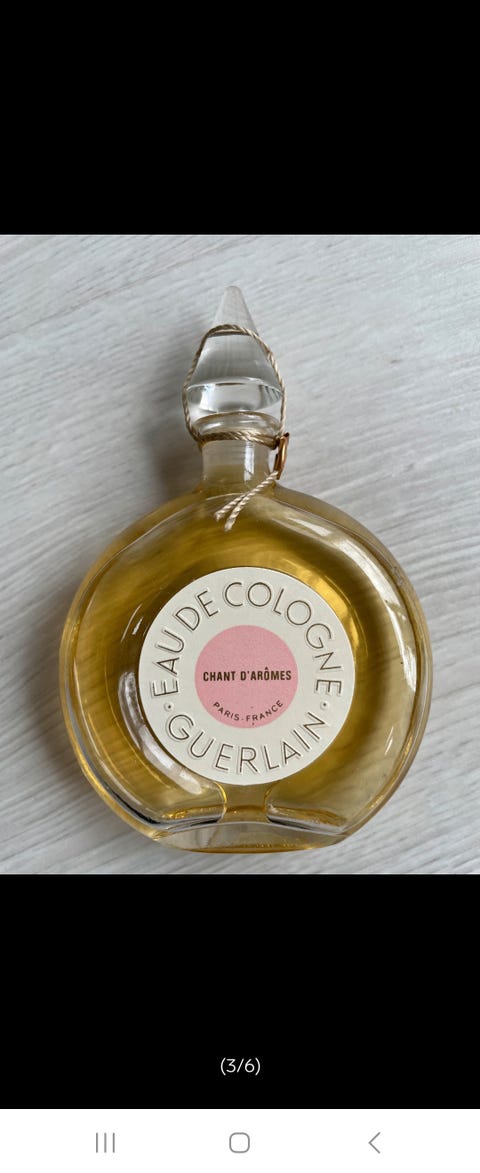 · EAU DE COLOGNE ·
CHANT D'ARÔMES
PARIS-FRANCE
GUERLAIN
(3/6)